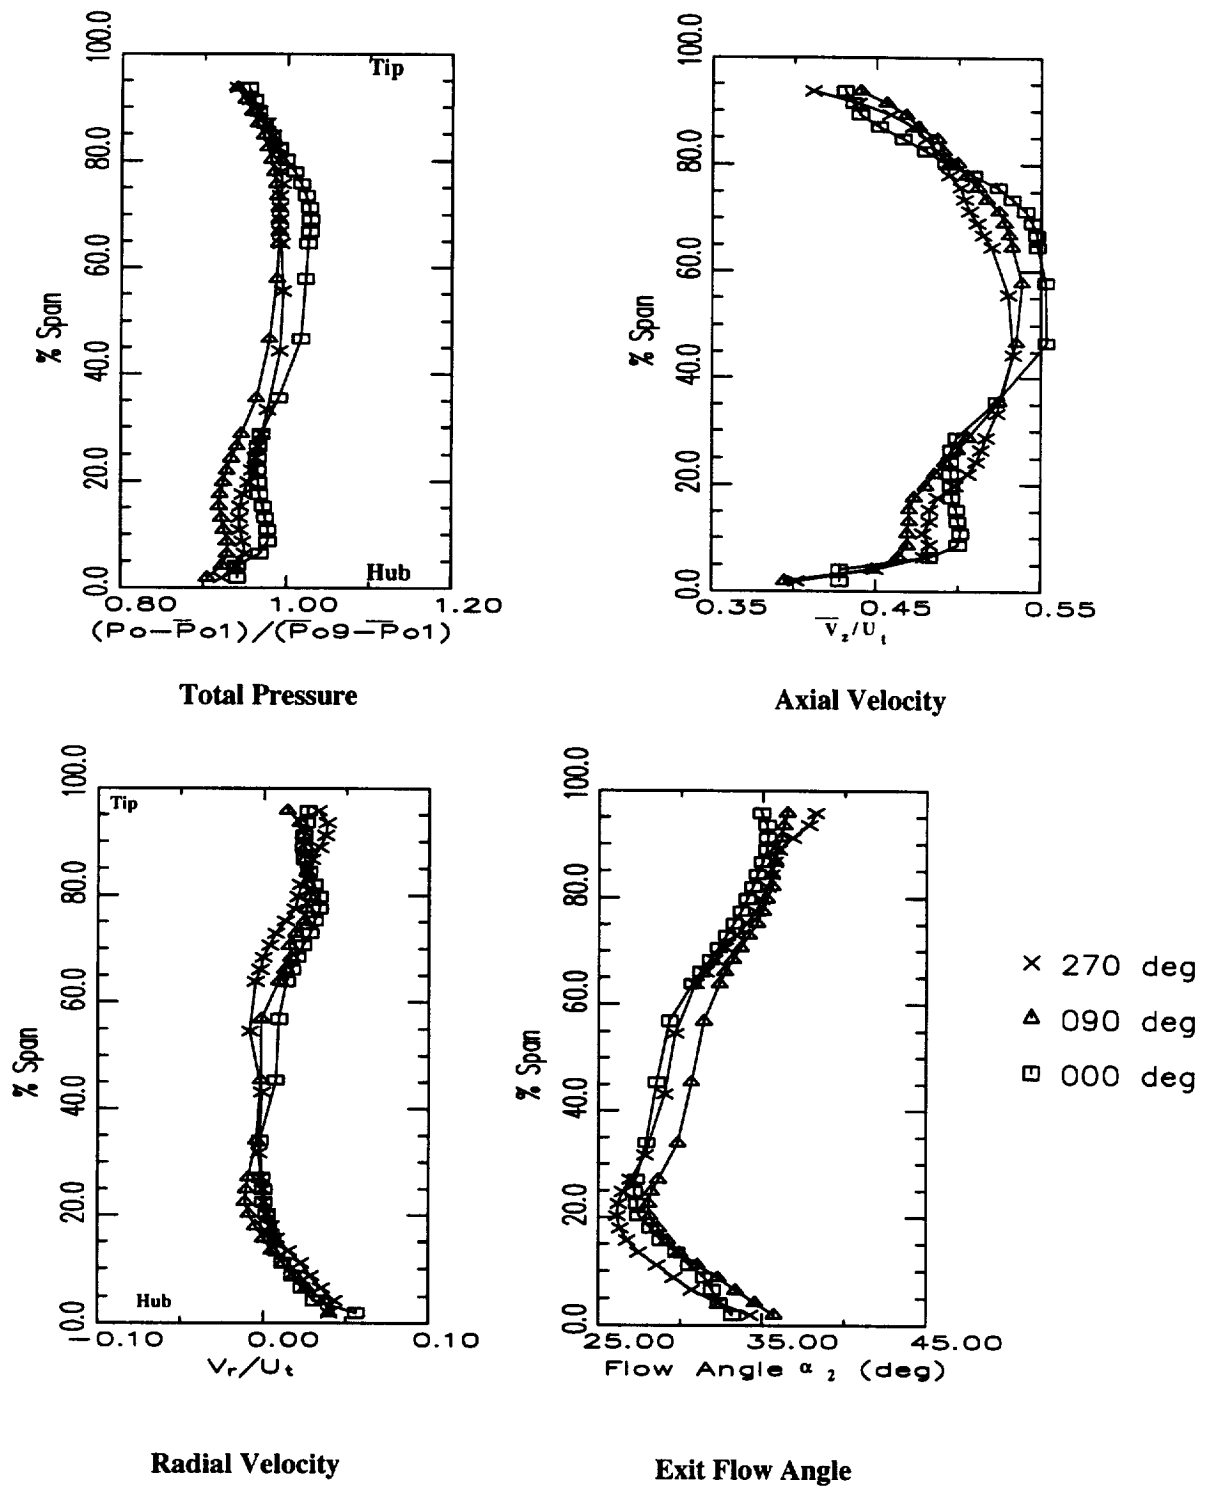 100.0
80.0
60.0
40.0
20.0
0.0
% Span
Tip
Hub
0.80 1.00 1.20
(Po-P̅o1)/(P̅o9-P̅o1)
Total Pressure
100.0
80.0
60.0
40.0
20.0
0.0
% Span
0.35 0.45 0.55
V̅z/Ut
Axial Velocity
100.0
80.0
60.0
40.0
20.0
0.0
% Span
Tip
Hub
-0.10 0.00 0.10
Vr/Ut
Radial Velocity
100.0
80.0
60.0
40.0
20.0
0.0
% Span
25.00 35.00 45.00
Flow Angle α2 (deg)
Exit Flow Angle
270 deg
090 deg
000 deg